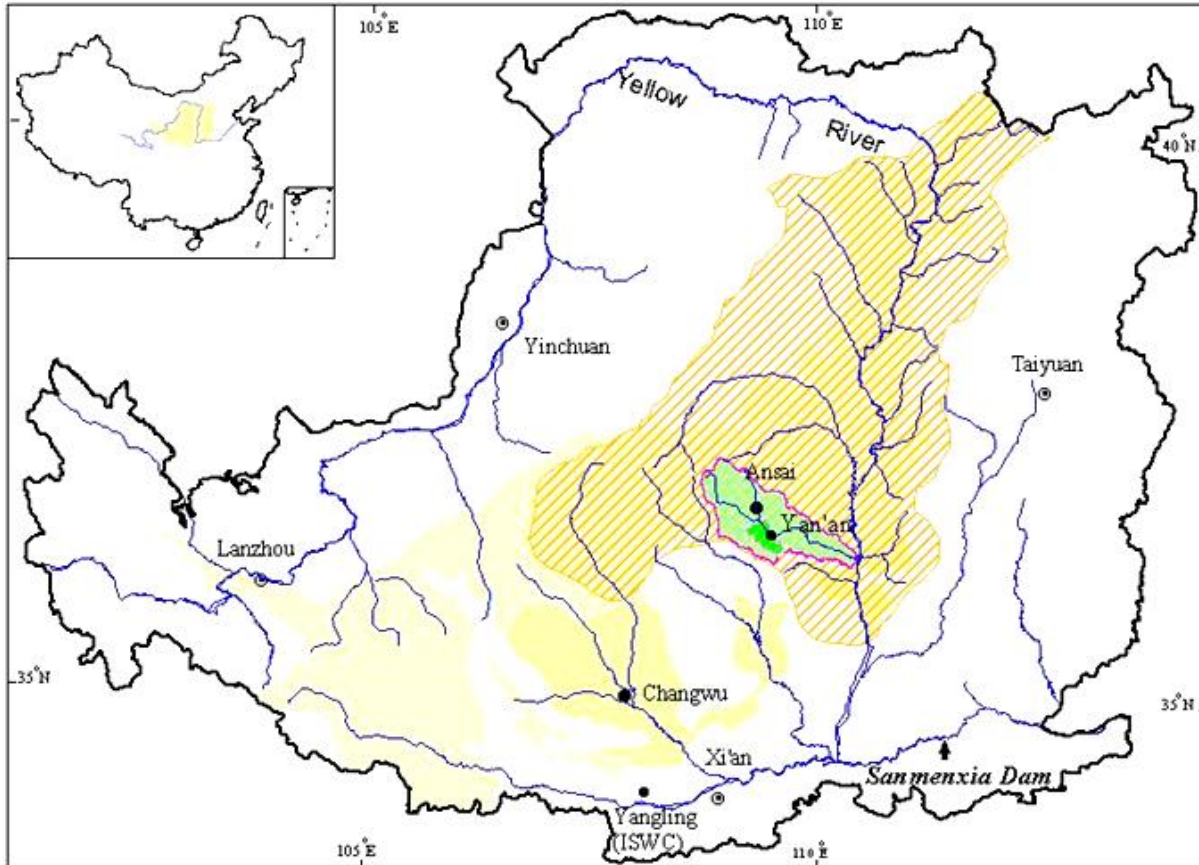 105°E
110°E
Yellow
River
40°N
Yinchuan
Taiyuan
Ansai
Yan'an
Lanzhou
35°N
Changwu
35°N
Xi'an
Sanmenxia Dam
Yangling
(ISWC)
105°E
110°E